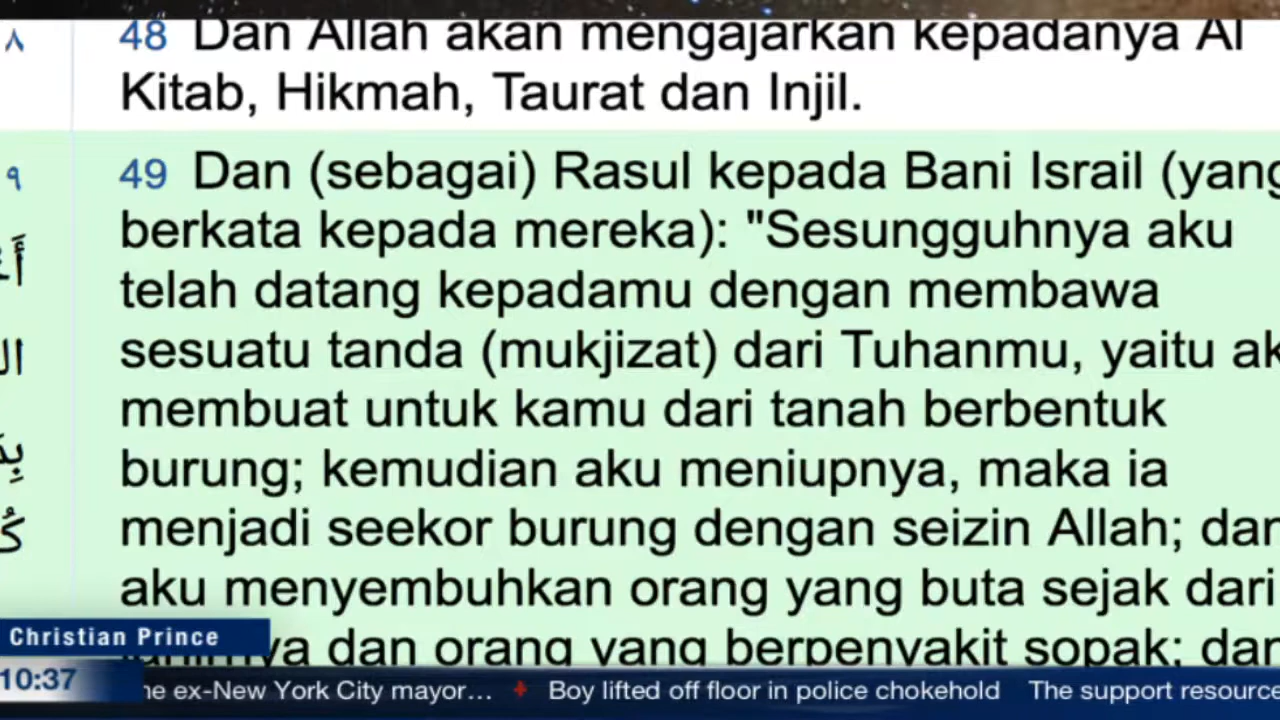 48 Dan Allah akan mengajarkan kepadanya Al
Kitab, Hikmah, Taurat dan Injil.
49 Dan (sebagai) Rasul kepada Bani Israil (yang
berkata kepada mereka): "Sesungguhnya aku
telah datang kepadamu dengan membawa
sesuatu tanda (mukjizat) dari Tuhanmu, yaitu ak
membuat untuk kamu dari tanah berbentuk
burung; kemudian aku meniupnya, maka ia
menjadi seekor burung dengan seizin Allah; dan
aku menyembuhkan orang yang buta sejak dari
dan orang yang berpenyakit sopak; dan
Christian Prince
10:37
ex-New York City mayor... Boy lifted off floor in police chokehold The support resource